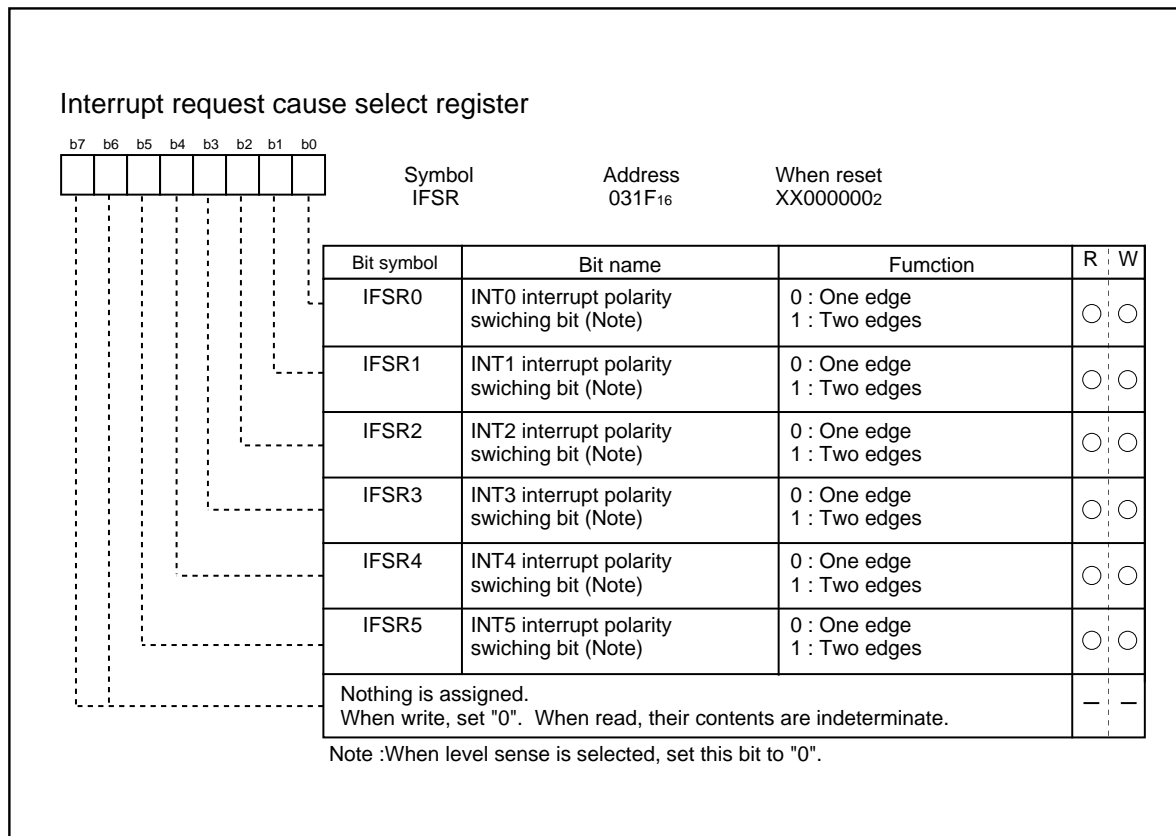 Interrupt request cause select register
b7 b6 b5 b4 b3 b2 b1 b0
Symbol Address When reset
IFSR 031F16 XX0000002
Bit symbol Bit name Fumction R W
IFSR0 INT0 interrupt polarity 0 : One edge
swiching bit (Note) 1 : Two edges
IFSR1 INT1 interrupt polarity 0 : One edge
swiching bit (Note) 1 : Two edges
IFSR2 INT2 interrupt polarity 0 : One edge
swiching bit (Note) 1 : Two edges
IFSR3 INT3 interrupt polarity 0 : One edge
swiching bit (Note) 1 : Two edges
IFSR4 INT4 interrupt polarity 0 : One edge
swiching bit (Note) 1 : Two edges
IFSR5 INT5 interrupt polarity 0 : One edge
swiching bit (Note) 1 : Two edges
Nothing is assigned.
When write, set "0". When read, their contents are indeterminate. – –
Note :When level sense is selected, set this bit to "0".